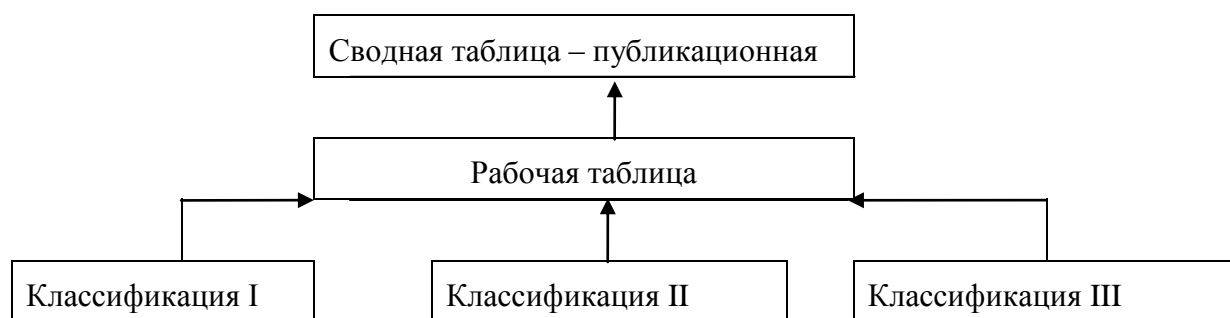 Сводная таблица – публикационная
Рабочая таблица
Классификация I
Классификация II
Классификация III